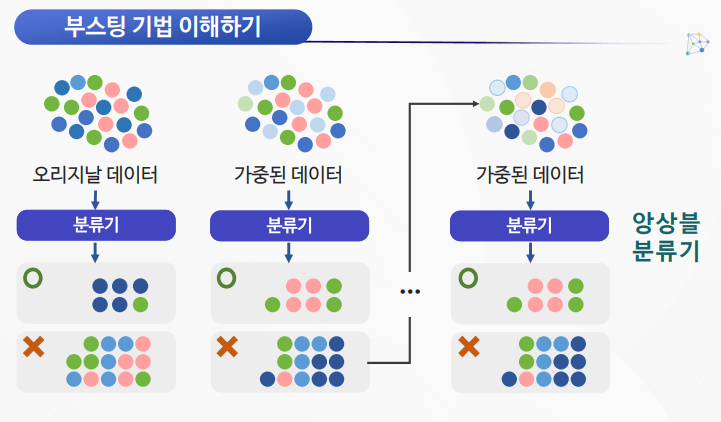 부스팅 기법 이해하기
오리지날 데이터
가중된 데이터
가중된 데이터
분류기
분류기
분류기
앙상블
분류기
...